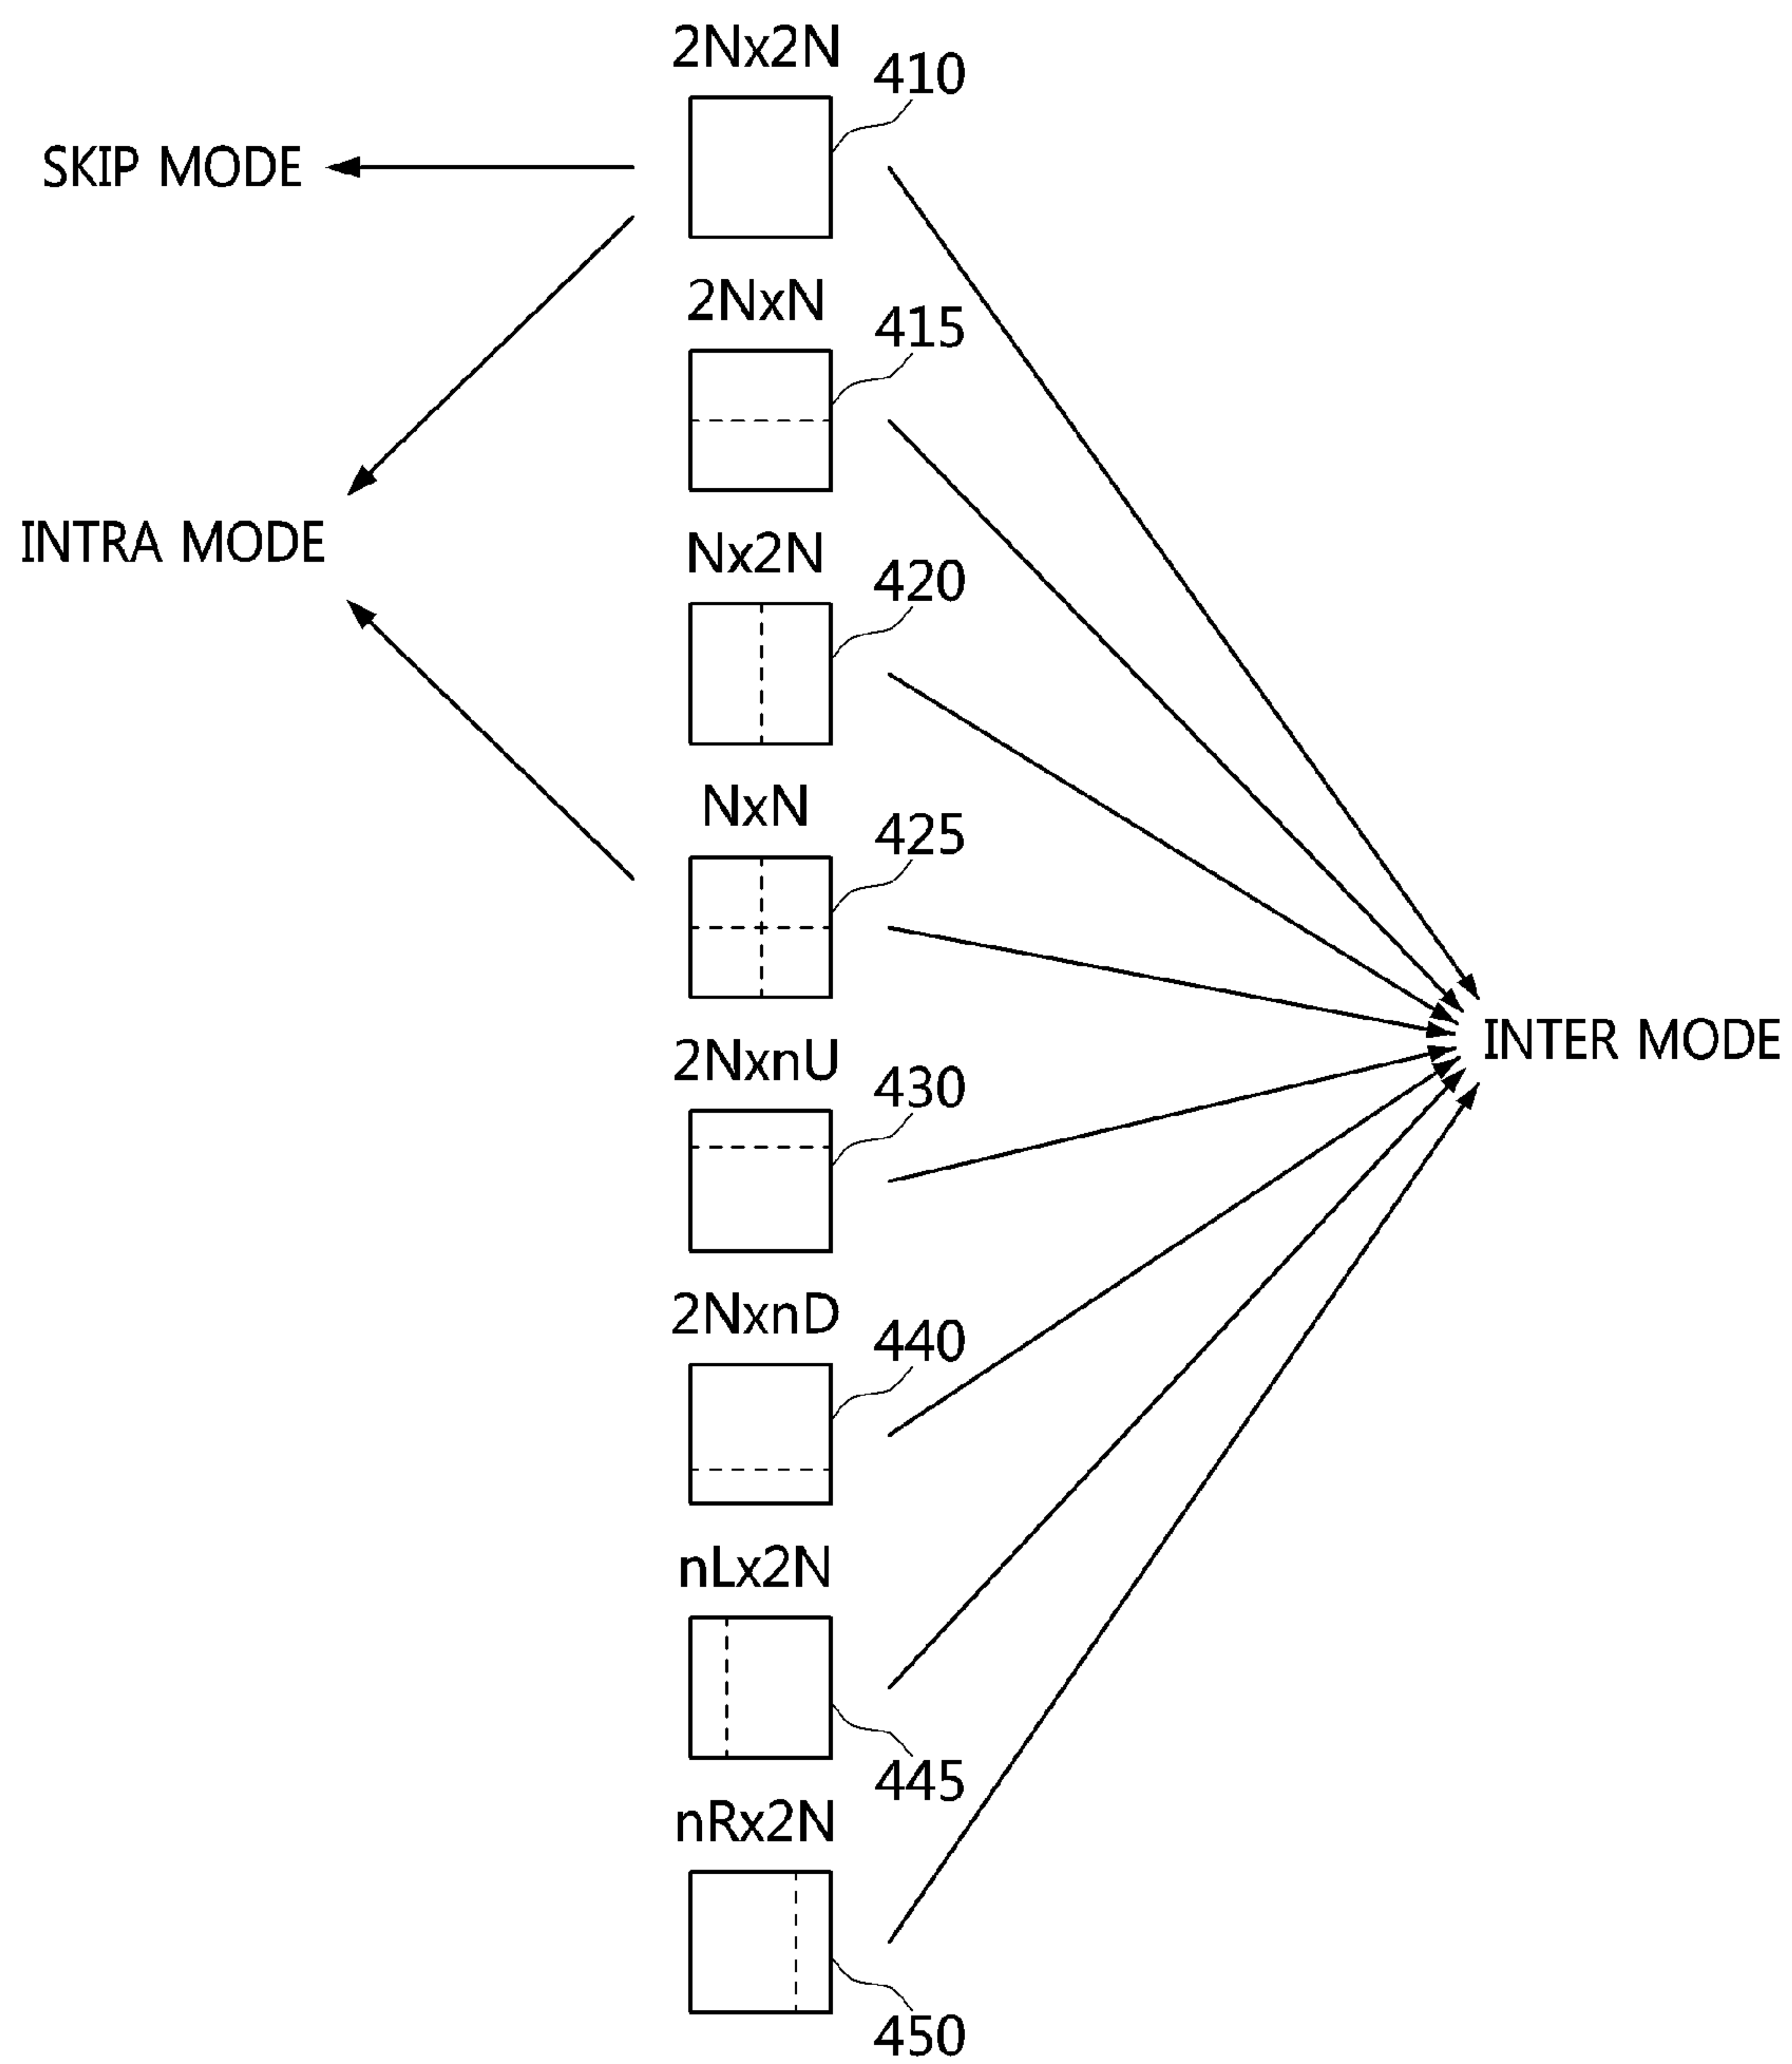 2Nx2N
410
SKIP MODE
2NxN
415
INTRA MODE
Nx2N
420
NxN
425
2NxnU
430
INTER MODE
2NxnD
440
nLx2N
445
nRx2N
450